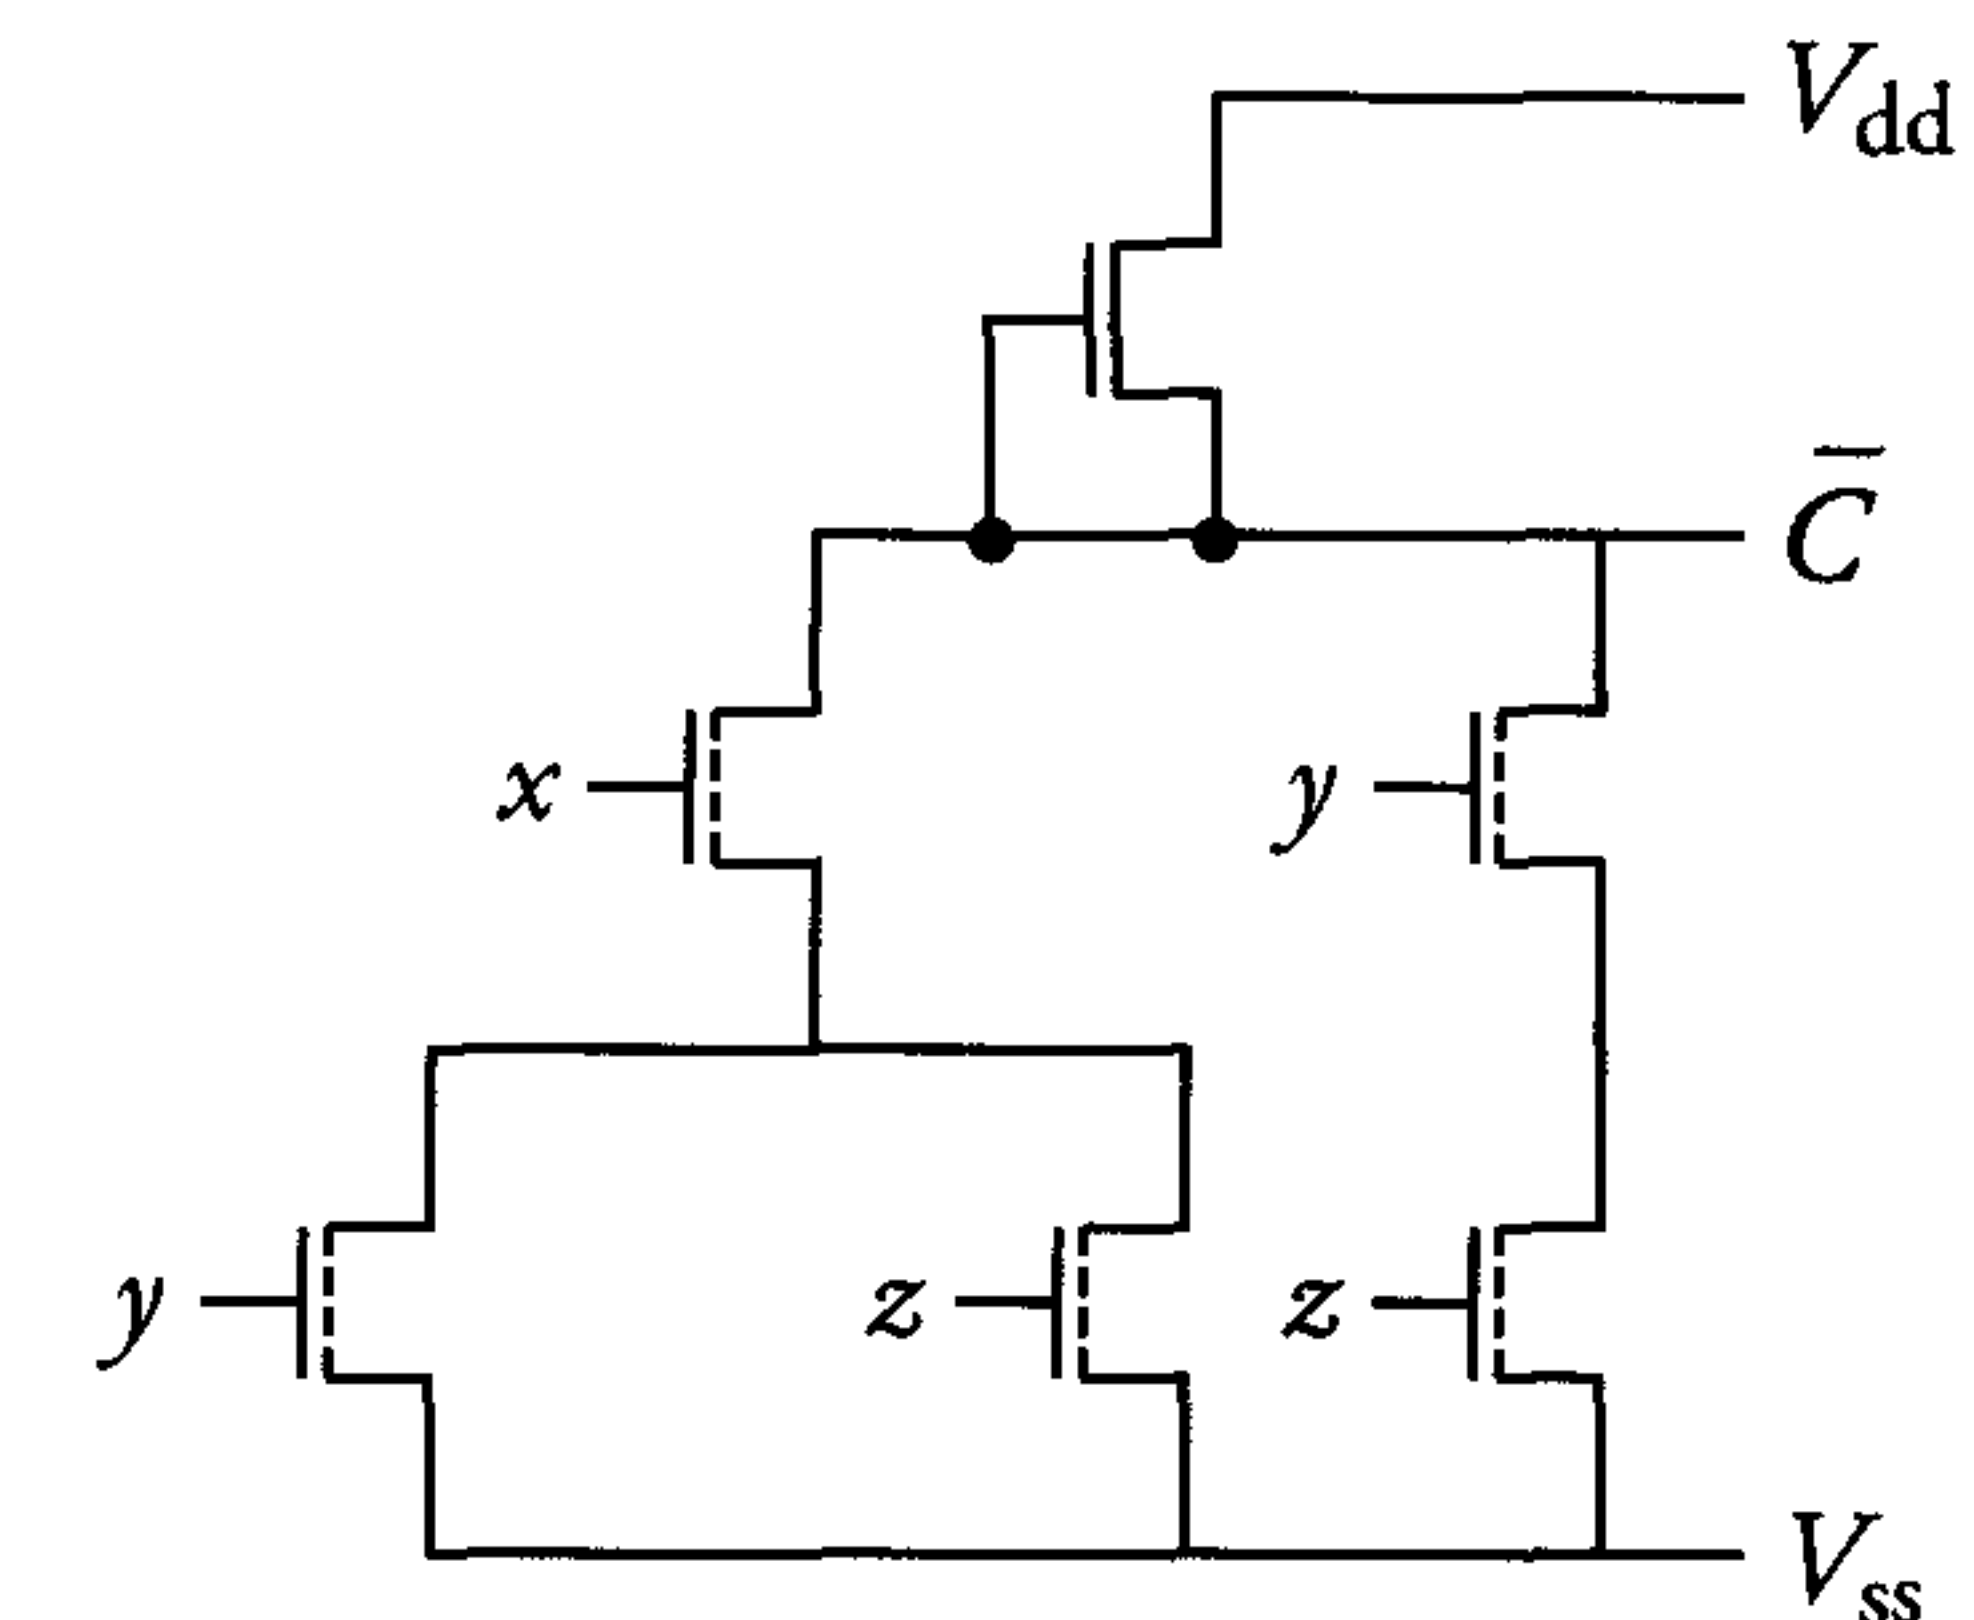 V_dd
C̅
x y
y z z
V_ss